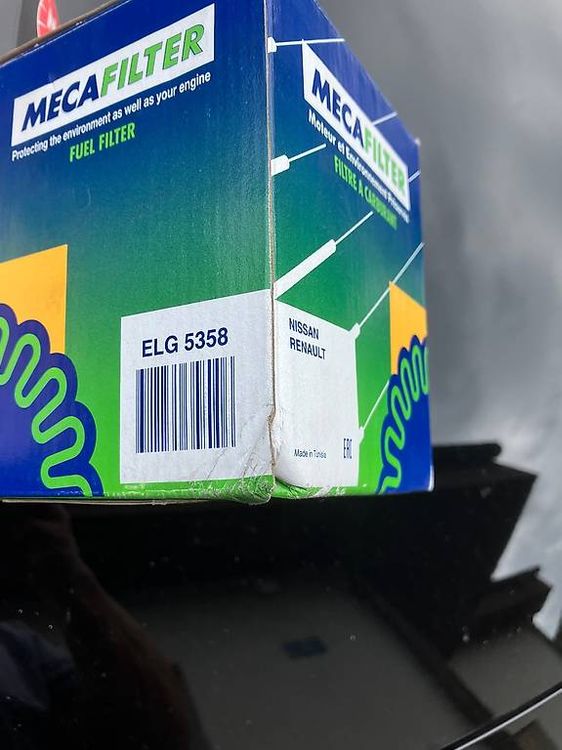 MECAFILTER
Protecting the environment as well as your engine
FUEL FILTER
ELG 5358
MECAFILTER
Moteur et Environnement Préservés
FILTRE A CARBURANT
NISSAN
RENAULT
Made in Tunisia
EAC